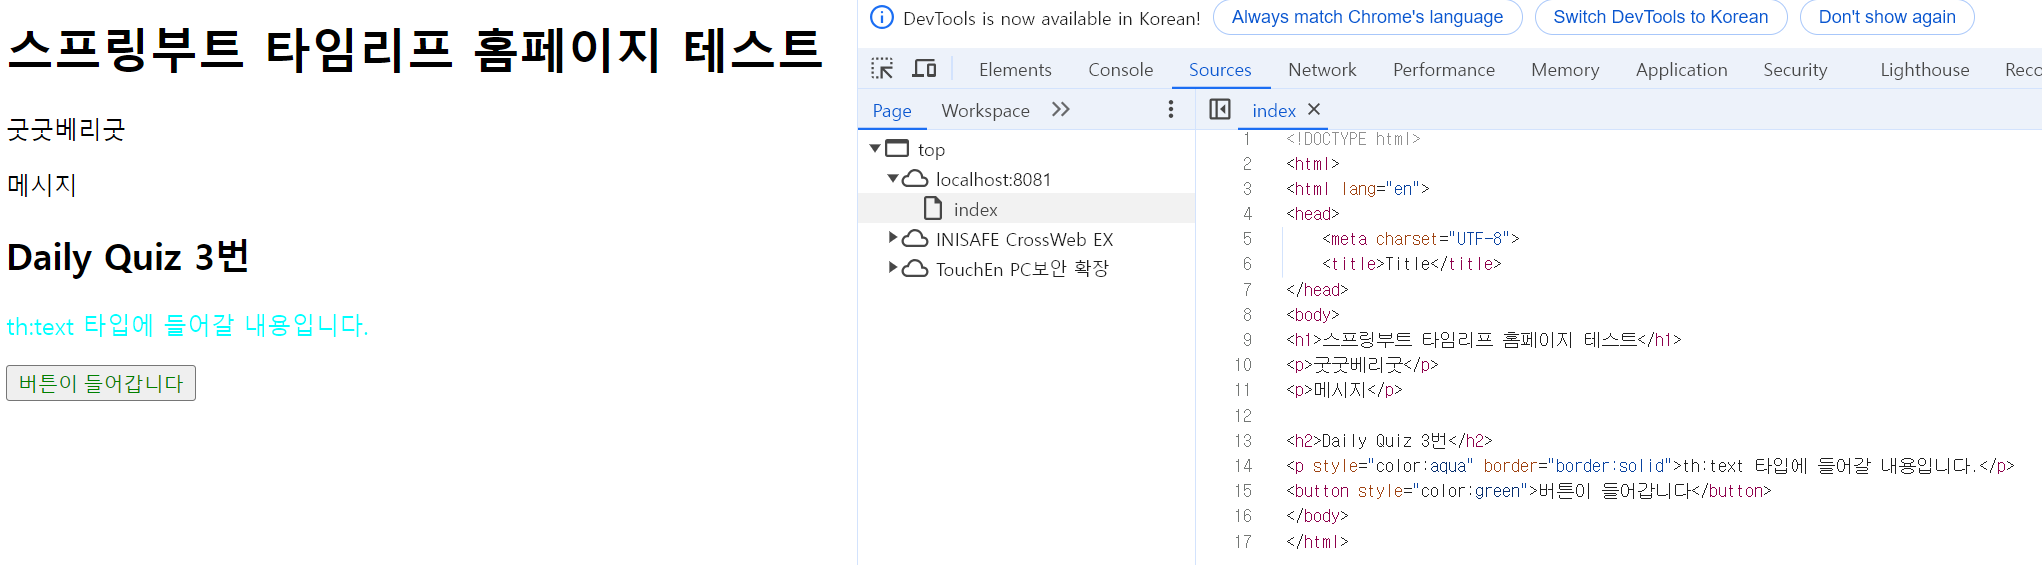 스프링부트 타임리프 홈페이지 테스트
굿굿베리굿
메시지
Daily Quiz 3번
th:text 타입에 들어갈 내용입니다.
버튼이 들어갑니다
DevTools is now available in Korean! Always match Chrome's language Switch DevTools to Korean Don't show again
Elements Console Sources Network Performance Memory Application Security Lighthouse Reco
Page Workspace
top
localhost:8081
index
INISAFE CrossWeb EX
TouchEn PC보안 확장
index
1 <!DOCTYPE html>
2 <html>
3 <html lang="en">
4 <head>
5 <meta charset="UTF-8">
6 <title>Title</title>
7 </head>
8 <body>
9 <h1>스프링부트 타임리프 홈페이지 테스트</h1>
10 <p>굿굿베리굿</p>
11 <p>메시지</p>
12
13 <h2>Daily Quiz 3번</h2>
14 <p style="color:aqua" border="border:solid">th:text 타입에 들어갈 내용입니다.</p>
15 <button style="color:green">버튼이 들어갑니다</button>
16 </body>
17 </html>